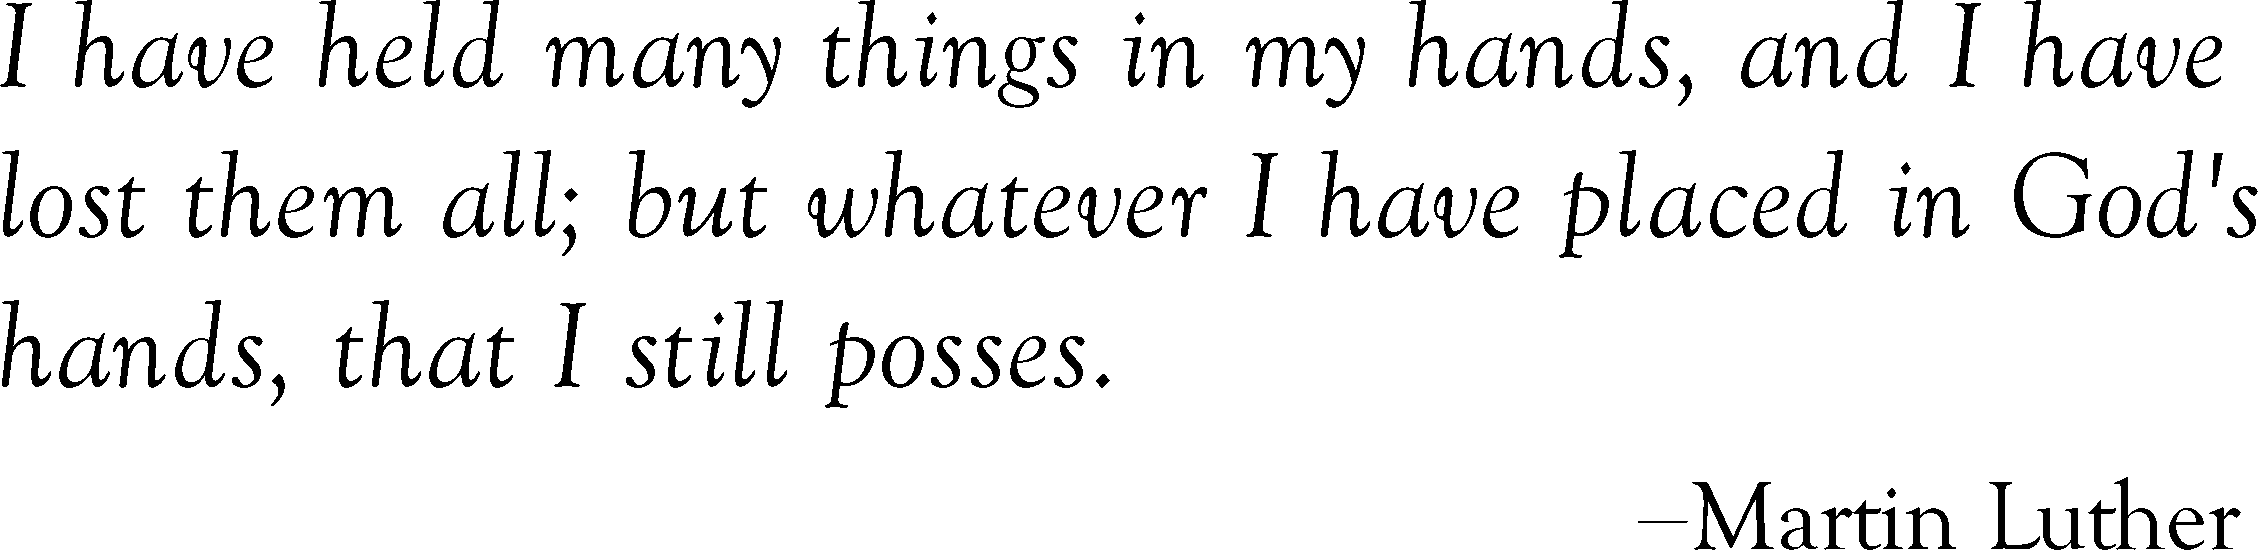 I have held many things in my hands, and I have
lost them all; but whatever I have placed in God's
hands, that I still posses.
–Martin Luther